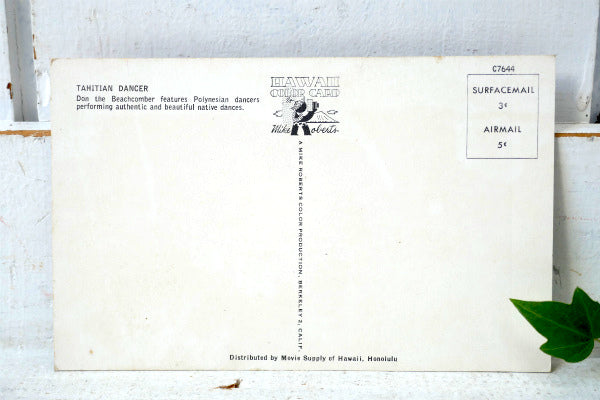 TAHITIAN DANCER
Don the Beachcomber features Polynesian dancers
performing authentic and beautiful native dances.
HAWAII
COLOR CARD
Mike Roberts
A MIKE ROBERTS COLOR PRODUCTION, BERKELEY 2, CALIF.
C7644
SURFACEMAIL
3¢
AIRMAIL
5¢
Distributed by Movie Supply of Hawaii, Honolulu